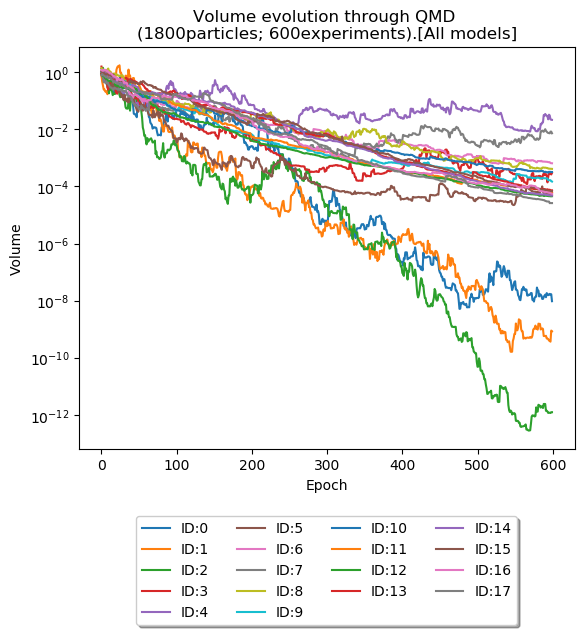 Volume evolution through QMD
(1800particles; 600experiments).[All models]
Volume
10⁰
10⁻²
10⁻⁴
10⁻⁶
10⁻⁸
10⁻¹⁰
10⁻¹²
0 100 200 300 400 500 600
Epoch
ID:0 ID:5 ID:10 ID:14
ID:1 ID:6 ID:11 ID:15
ID:2 ID:7 ID:12 ID:16
ID:3 ID:8 ID:13 ID:17
ID:4 ID:9